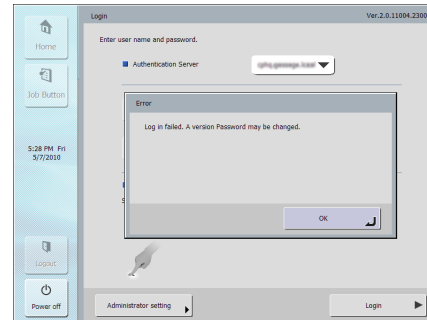 Login
Ver.2.0.11004.2300
Home
Enter user name and password.
Authentication Server
Job Button
Error
Log in failed. A version Password may be changed.
5:28 PM Fri
5/7/2010
S
OK
Logout
Power off
Administrator setting
Login